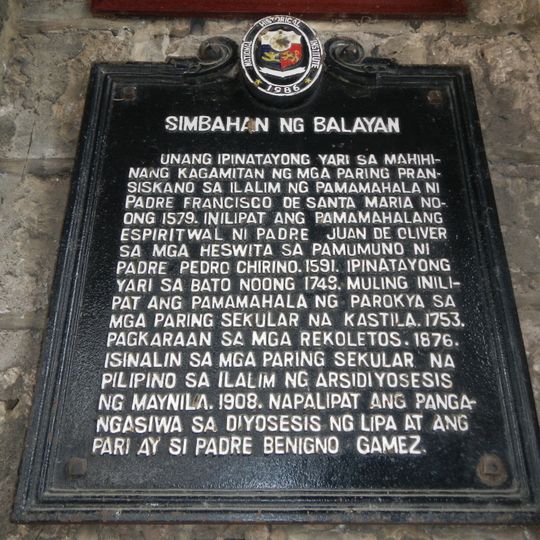 NATIONAL HISTORICAL INSTITUTE
1986
SIMBAHAN NG BALAYAN
UNANG IPINATAYONG YARI SA MAHIHI-
NANG KAGAMITAN NG MGA PARING PRAN-
SISKANO SA ILALIM NG PAMAMAHALA NI
PADRE FRANCISCO DE SANTA MARIA NO-
ONG 1579. INILIPAT ANG PAMAMAHALANG
ESPIRITWAL NI PADRE JUAN DE OLIVER
SA MGA HESWITA SA PAMUMUNO NI
PADRE PEDRO CHIRINO. 1591. IPINATAYONG
YARI SA BATO NOONG 1748. MULING INILI-
PAT ANG PAMAMAHALA NG PAROKYA SA
MGA PARING SEKULAR NA KASTILA. 1753.
PAGKARAAN SA MGA REKOLETOS. 1876.
ISINALIN SA MGA PARING SEKULAR NA
PILIPINO SA ILALIM NG ARSIDIYOSESIS
NG MAYNILA. 1908. NAPALIPAT ANG PANGA-
NGASIWA SA DIYOSESIS NG LIPA AT ANG
PARI AY SI PADRE BENIGNO GAMEZ.